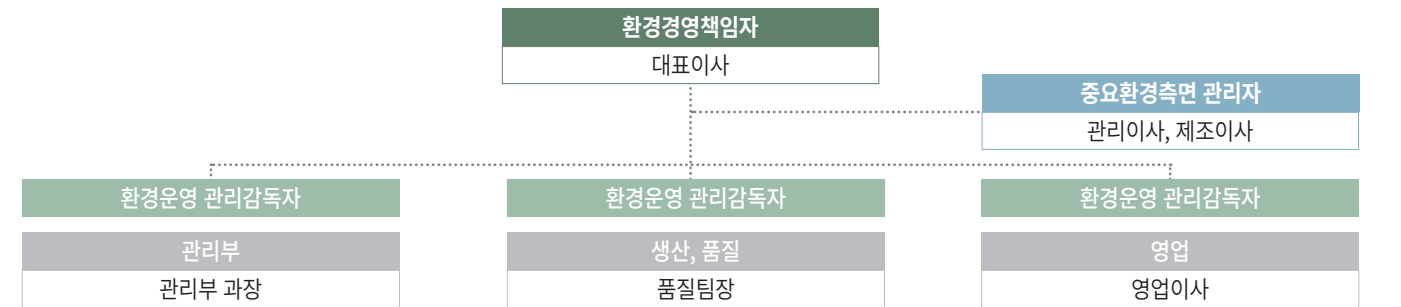 환경경영책임자
대표이사
중요환경측면 관리자
관리이사, 제조이사
환경운영 관리감독자
환경운영 관리감독자
환경운영 관리감독자
관리부
생산, 품질
영업
관리부 과장
품질팀장
영업이사